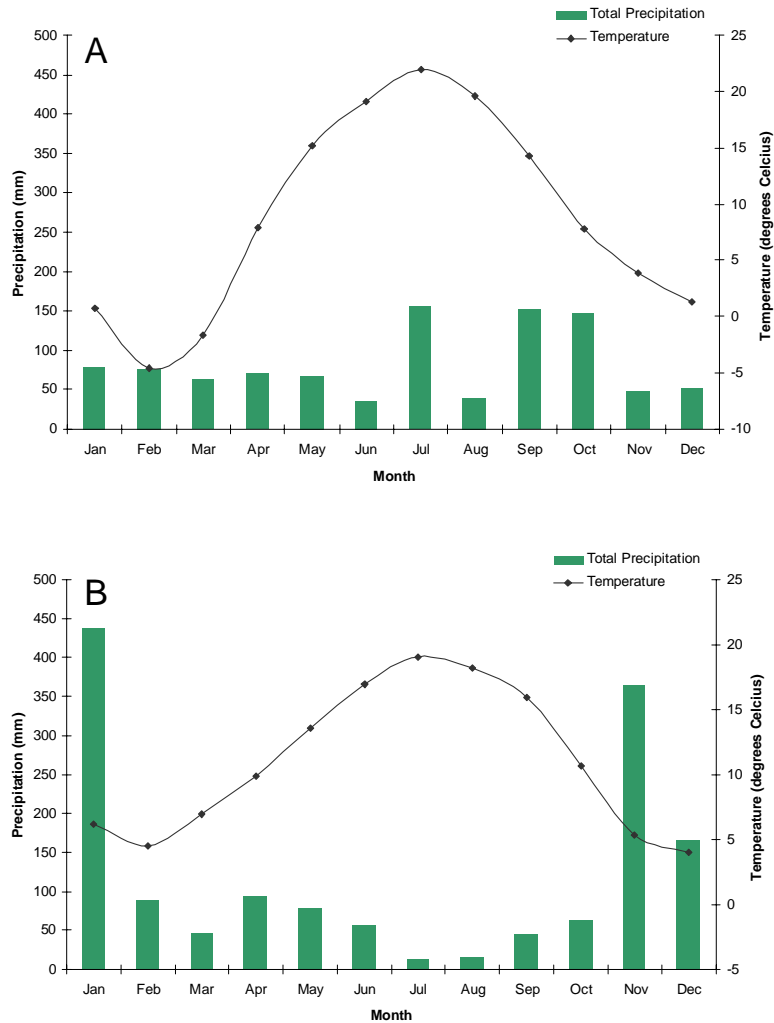 Total Precipitation
Temperature
A
500
450
400
350
300
250
200
150
100
50
0
25
20
15
10
5
0
-5
-10
Precipitation (mm)
Temperature (degrees Celcius)
Jan Feb Mar Apr May Jun Jul Aug Sep Oct Nov Dec
Month
Total Precipitation
Temperature
B
500
450
400
350
300
250
200
150
100
50
0
25
20
15
10
5
0
-5
Precipitation (mm)
Temperature (degrees Celcius)
Jan Feb Mar Apr May Jun Jul Aug Sep Oct Nov Dec
Month